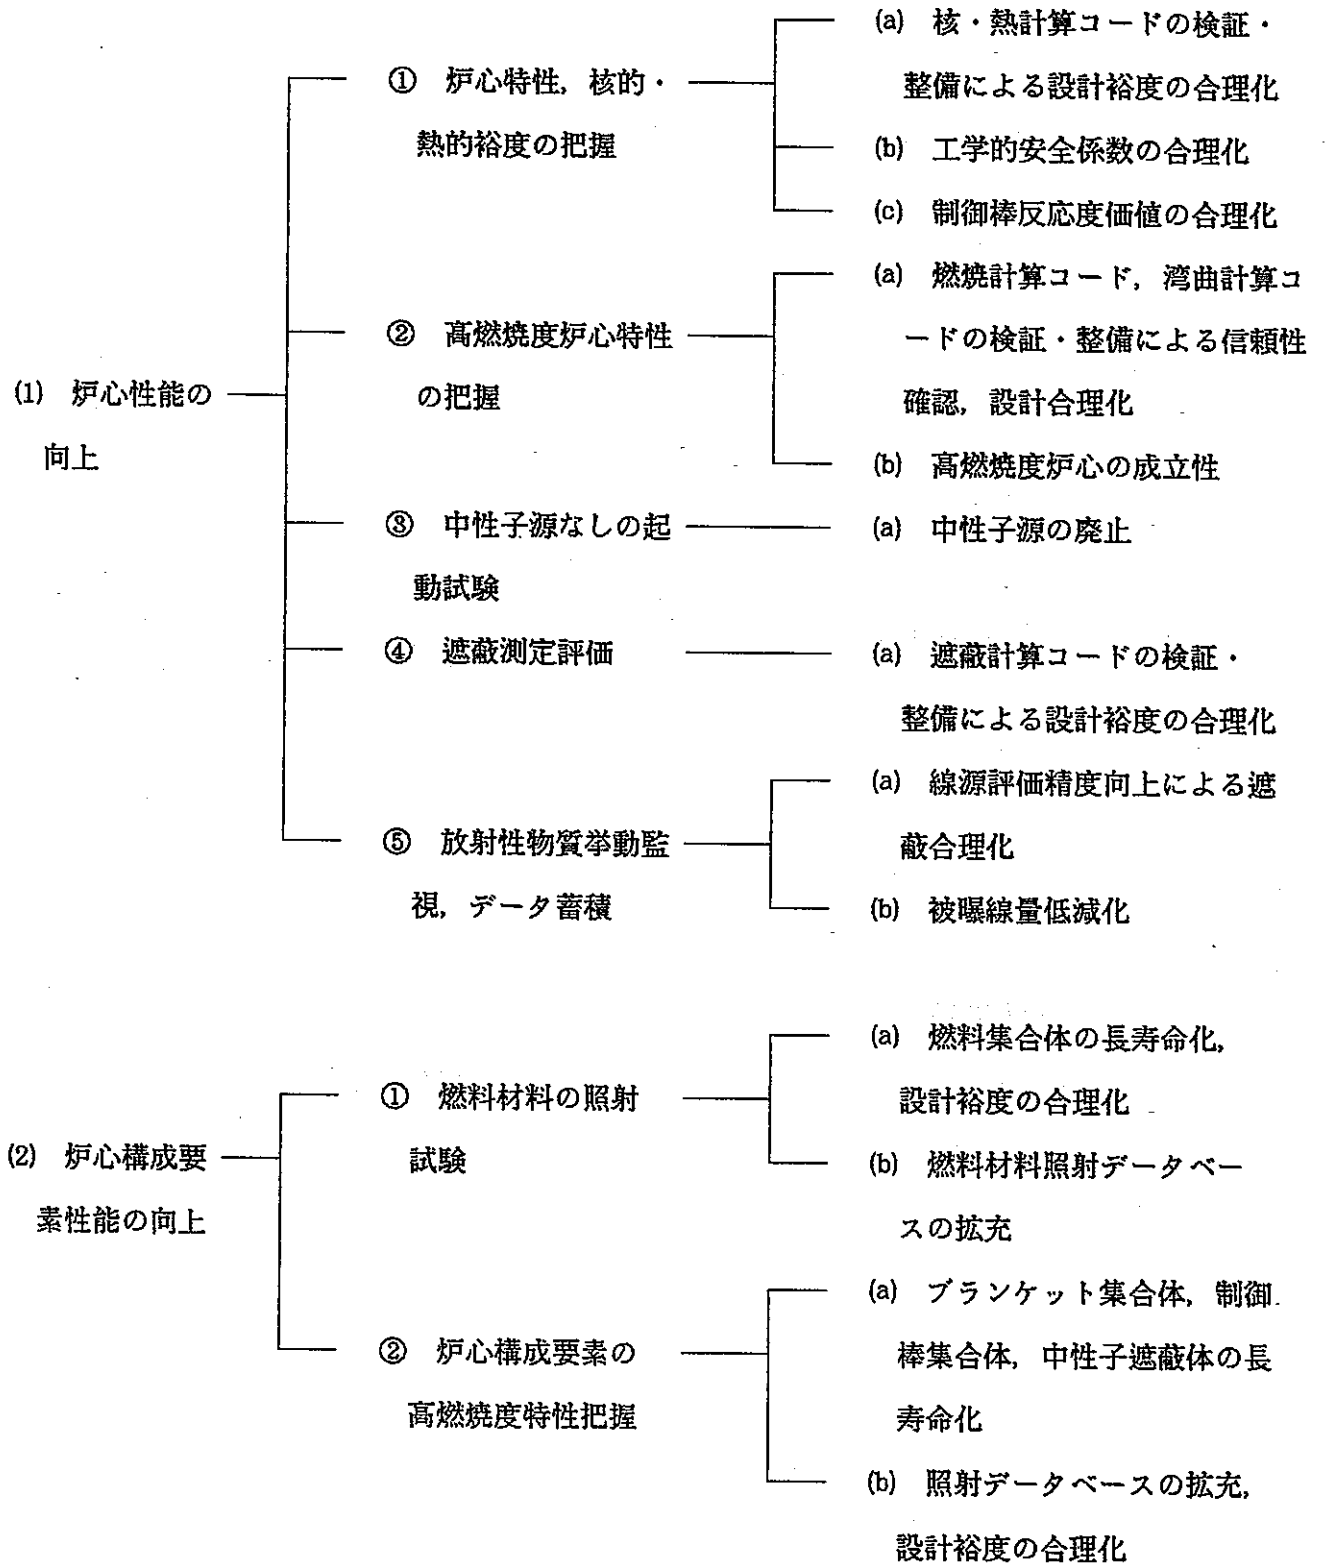 (1) 炉心性能の
向上
① 炉心特性，核的・
熱的裕度の把握
(a) 核・熱計算コードの検証・
整備による設計裕度の合理化
(b) 工学的安全係数の合理化
(c) 制御棒反応度価値の合理化
② 高燃焼度炉心特性
の把握
(a) 燃焼計算コード，湾曲計算コ
ードの検証・整備による信頼性
確認，設計合理化
(b) 高燃焼度炉心の成立性
③ 中性子源なしの起
動試験
(a) 中性子源の廃止
④ 遮蔽測定評価
(a) 遮蔽計算コードの検証・
整備による設計裕度の合理化
⑤ 放射性物質挙動監
視，データ蓄積
(a) 線源評価精度向上による遮
蔽合理化
(b) 被曝線量低減化
(2) 炉心構成要
素性能の向上
① 燃料材料の照射
試験
(a) 燃料集合体の長寿命化，
設計裕度の合理化
(b) 燃料材料照射データベー
スの拡充
② 炉心構成要素の
高燃焼度特性把握
(a) ブランケット集合体，制御
棒集合体，中性子遮蔽体の長
寿命化
(b) 照射データベースの拡充，
設計裕度の合理化